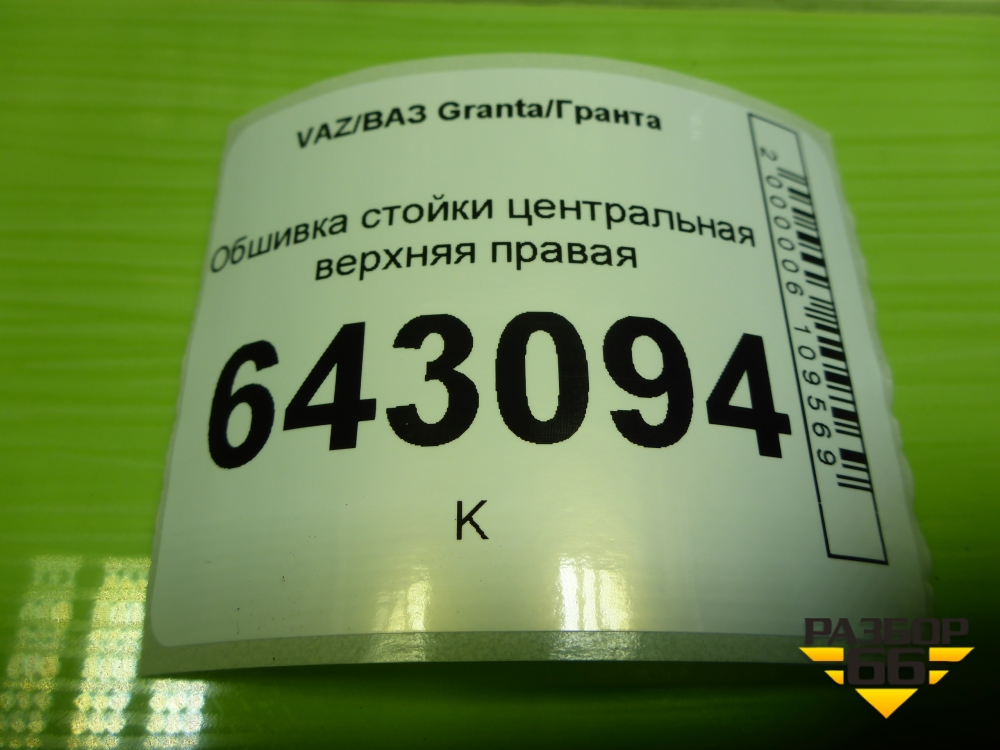 VAZ/ВАЗ Granta/Гранта
Обшивка стойки центральная
верхняя правая
643094
К
2000006109569
РАЗБОР
66